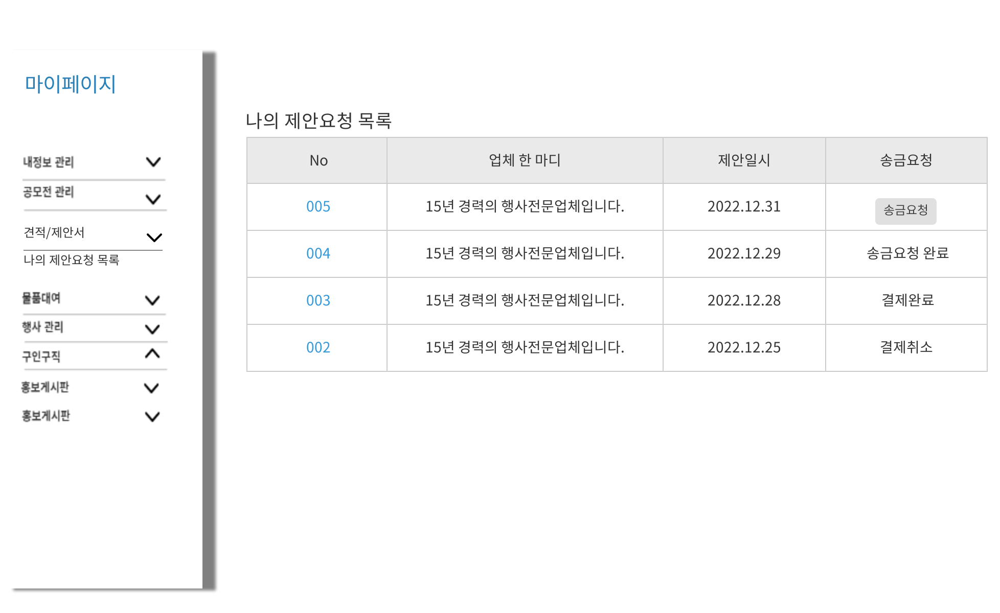 마이페이지
내정보 관리
공모전 관리
견적/제안서
나의 제안요청 목록
물품대여
행사 관리
구인구직
홍보게시판
홍보게시판
나의 제안요청 목록
No 업체 한 마디 제안일시 송금요청
005 15년 경력의 행사전문업체입니다. 2022.12.31 송금요청
004 15년 경력의 행사전문업체입니다. 2022.12.29 송금요청 완료
003 15년 경력의 행사전문업체입니다. 2022.12.28 결제완료
002 15년 경력의 행사전문업체입니다. 2022.12.25 결제취소